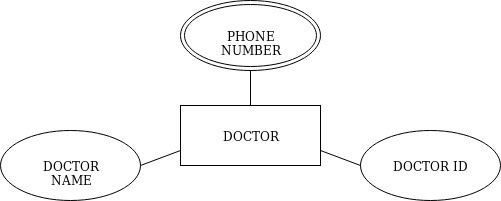 PHONE
NUMBER
DOCTOR
DOCTOR
NAME
DOCTOR ID